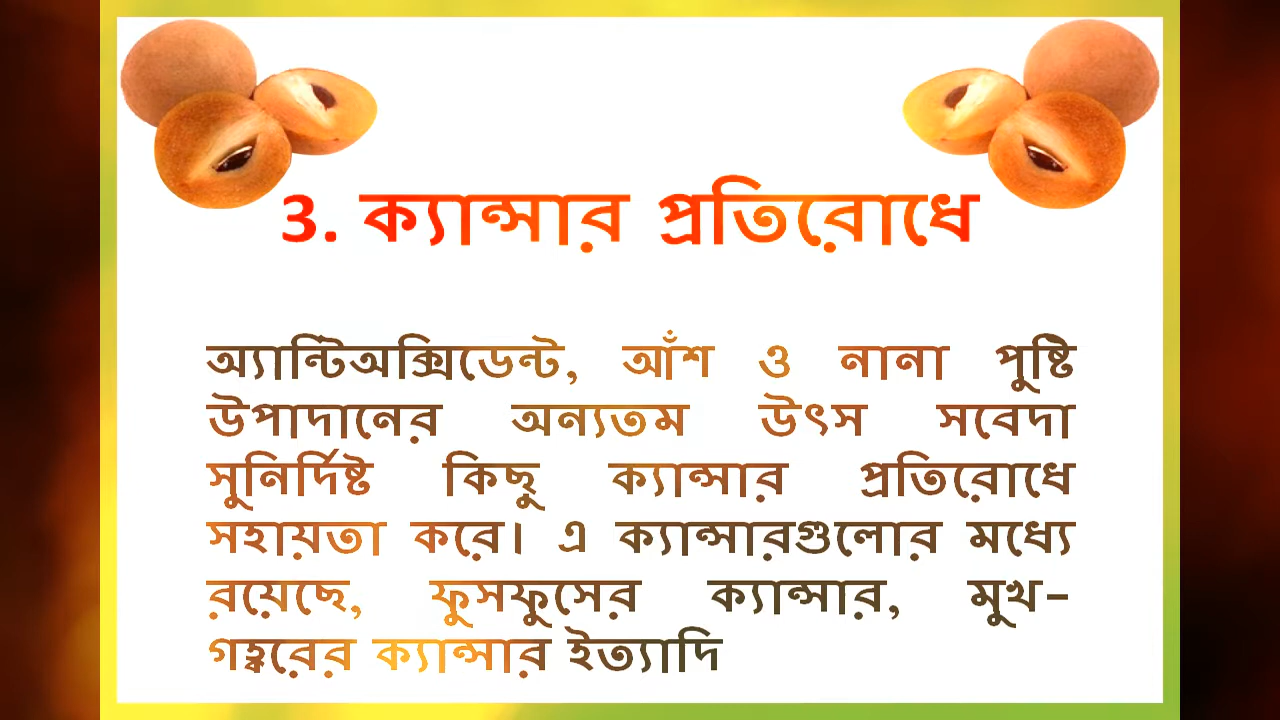 3. ক্যান্সার প্রতিরোধে
অ্যান্টিঅক্সিডেন্ট, আঁশ ও নানা পুষ্টি
উপাদানের অন্যতম উৎস সবেদা
সুনির্দিষ্ট কিছু ক্যান্সার প্রতিরোধে
সহায়তা করে। এ ক্যান্সারগুলোর মধ্যে
রয়েছে, ফুসফুসের ক্যান্সার, মুখ-
গহ্বরের ক্যান্সার ইত্যাদি